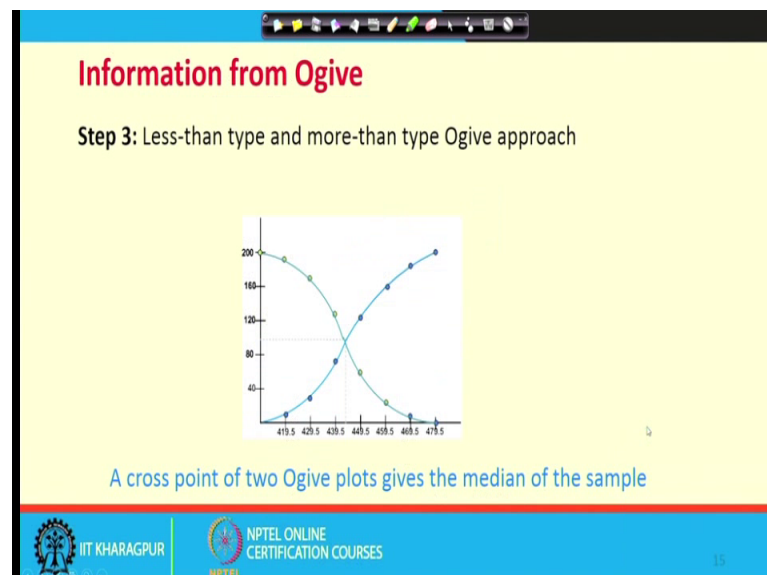 Information from Ogive
Step 3: Less-than type and more-than type Ogive approach
200
160
120
80
40
419.5 429.5 439.5 449.5 459.5 469.5 479.5
A cross point of two Ogive plots gives the median of the sample
IIT KHARAGPUR
NPTEL ONLINE
CERTIFICATION COURSES
NPTEL
15